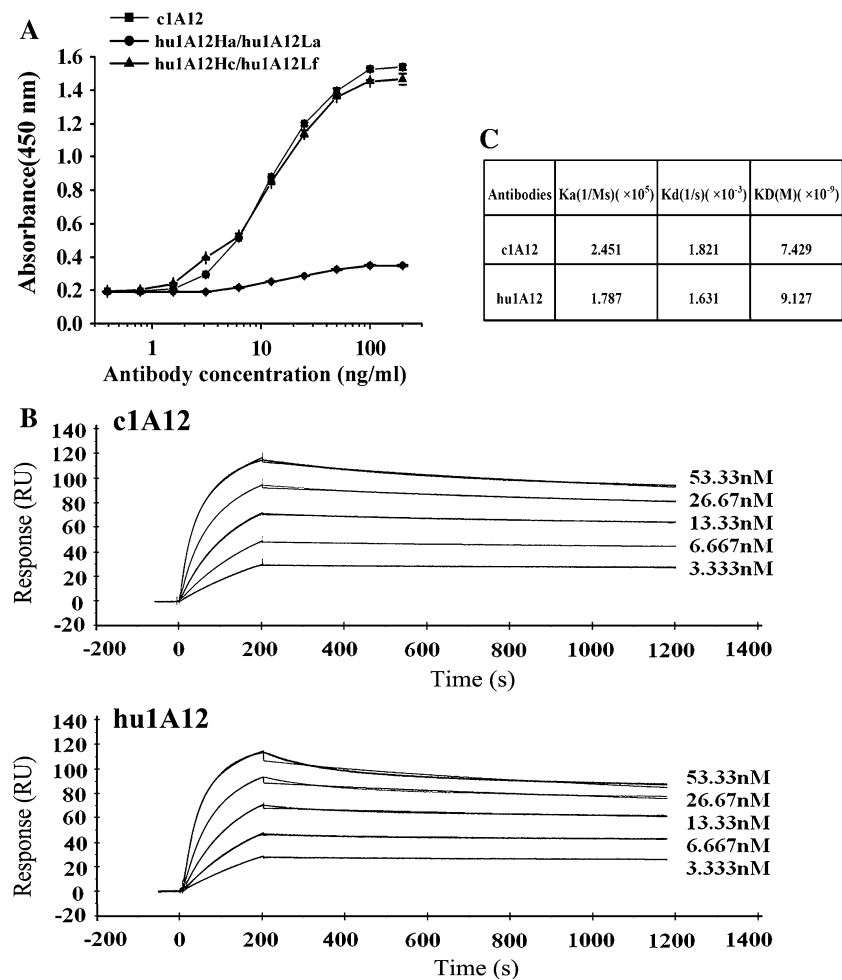 A
c1A12
hu1A12Ha/hu1A12La
hu1A12Hc/hu1A12Lf
Absorbance(450 nm)
1.6
1.4
1.2
1.0
0.8
0.6
0.4
0.2
0.0
1 10 100
Antibody concentration (ng/ml)
C
Antibodies Ka(1/Ms)( ×10⁵) Kd(1/s)( ×10⁻³) KD(M)( ×10⁻⁹)
c1A12 2.451 1.821 7.429
hu1A12 1.787 1.631 9.127
B
c1A12
Response (RU)
140
120
100
80
60
40
20
0
-20
53.33nM
26.67nM
13.33nM
6.667nM
3.333nM
-200 0 200 400 600 800 1000 1200 1400
Time (s)
hu1A12
Response (RU)
140
120
100
80
60
40
20
0
-20
53.33nM
26.67nM
13.33nM
6.667nM
3.333nM
-200 0 200 400 600 800 1000 1200 1400
Time (s)